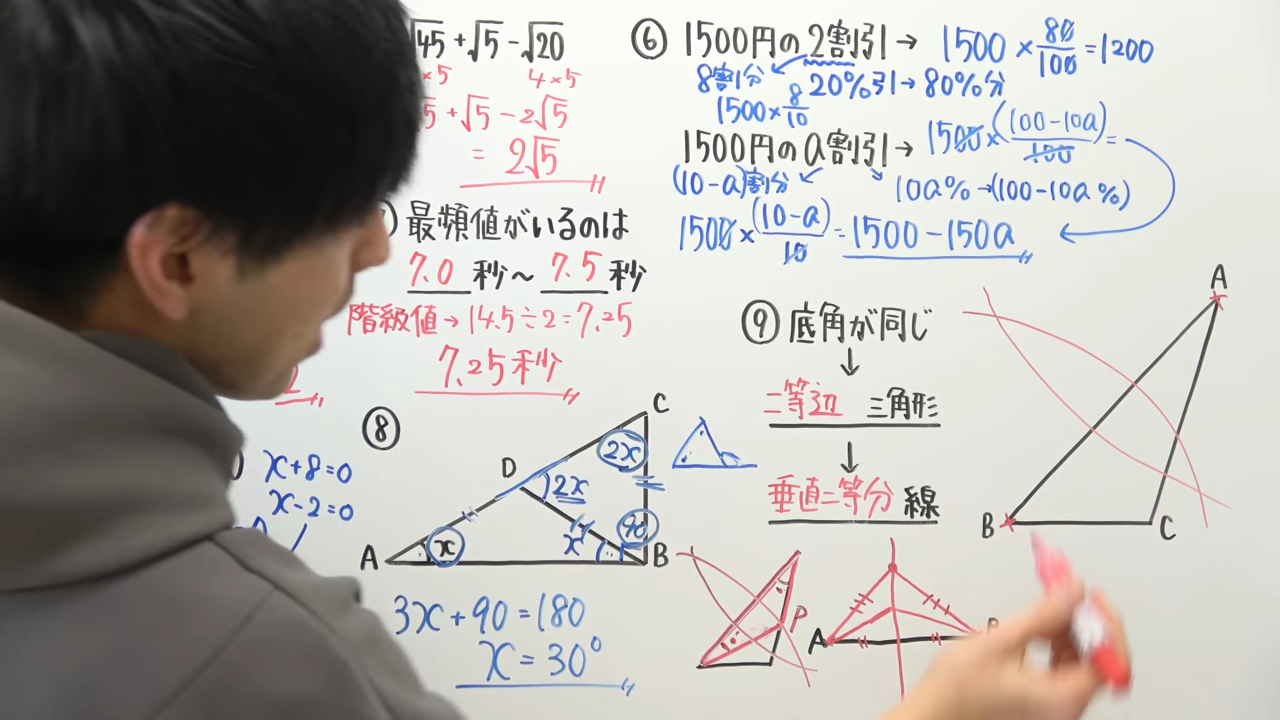 √45+√5-√20
×5
4×5
5+√5-2√5
=2√5
最頻値がいるのは
7.0秒~7.5秒
階級値→14.5÷2=7.25
7.25秒
x+8=0
x-2=0
⑧
A
B
C
D
x
2x
2x
90
x
3x+90=180
x=30°
⑥ 1500円の2割引→ 1500×80/100=1200
8割分 20%引→80%分
1500×8/10
1500円のa割引→ 1500×(100-10a)/100=
(10-a)割分 10a%→(100-10a%)
1500×(10-a)/10=1500-150a
⑨ 底角が同じ
↓
二等辺 三角形
↓
垂直二等分線
A
B
C
P
A